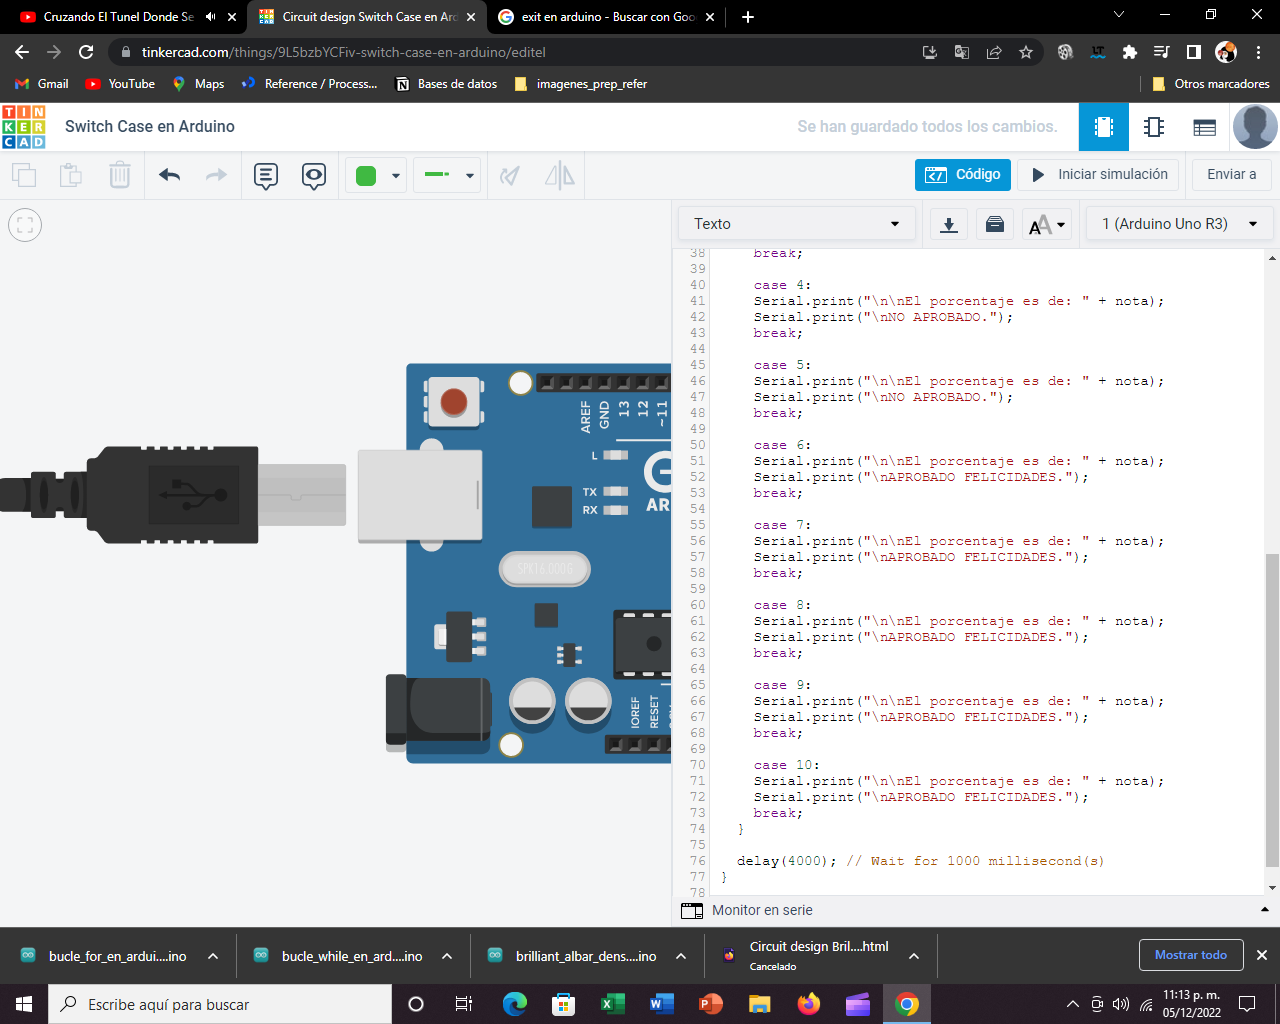 Cruzando El Tunel Donde Se
Circuit design Switch Case en Ard
exit en arduino - Buscar con Goo
tinkercad.com/things/9L5bzbYCFiv-switch-case-en-arduino/editel
Gmail
YouTube
Maps
Reference / Process...
Bases de datos
imagenes_prep_refer
Otros marcadores
TIN
KER
CAD
Switch Case en Arduino
Se han guardado todos los cambios.
Código
Iniciar simulación
Enviar a
Texto
1 (Arduino Uno R3)
38 break;
39
40 case 4:
41 Serial.print("\n\nEl porcentaje es de: " + nota);
42 Serial.print("\nNO APROBADO.");
43 break;
44
45 case 5:
46 Serial.print("\n\nEl porcentaje es de: " + nota);
47 Serial.print("\nNO APROBADO.");
48 break;
49
50 case 6:
51 Serial.print("\n\nEl porcentaje es de: " + nota);
52 Serial.print("\nAPROBADO FELICIDADES.");
53 break;
54
55 case 7:
56 Serial.print("\n\nEl porcentaje es de: " + nota);
57 Serial.print("\nAPROBADO FELICIDADES.");
58 break;
59
60 case 8:
61 Serial.print("\n\nEl porcentaje es de: " + nota);
62 Serial.print("\nAPROBADO FELICIDADES.");
63 break;
64
65 case 9:
66 Serial.print("\n\nEl porcentaje es de: " + nota);
67 Serial.print("\nAPROBADO FELICIDADES.");
68 break;
69
70 case 10:
71 Serial.print("\n\nEl porcentaje es de: " + nota);
72 Serial.print("\nAPROBADO FELICIDADES.");
73 break;
74 }
75
76 delay(4000); // Wait for 1000 millisecond(s)
77 }
78
AREF
GND
13
12
~11
L
TX
RX
AR
SPK16.000G
IOREF
RESET
Monitor en serie
bucle_for_en_ardui....ino
bucle_while_en_ard....ino
brilliant_albar_dens....ino
Circuit design Bril....html
Cancelado
Mostrar todo
Escribe aquí para buscar
11:13 p. m.
05/12/2022